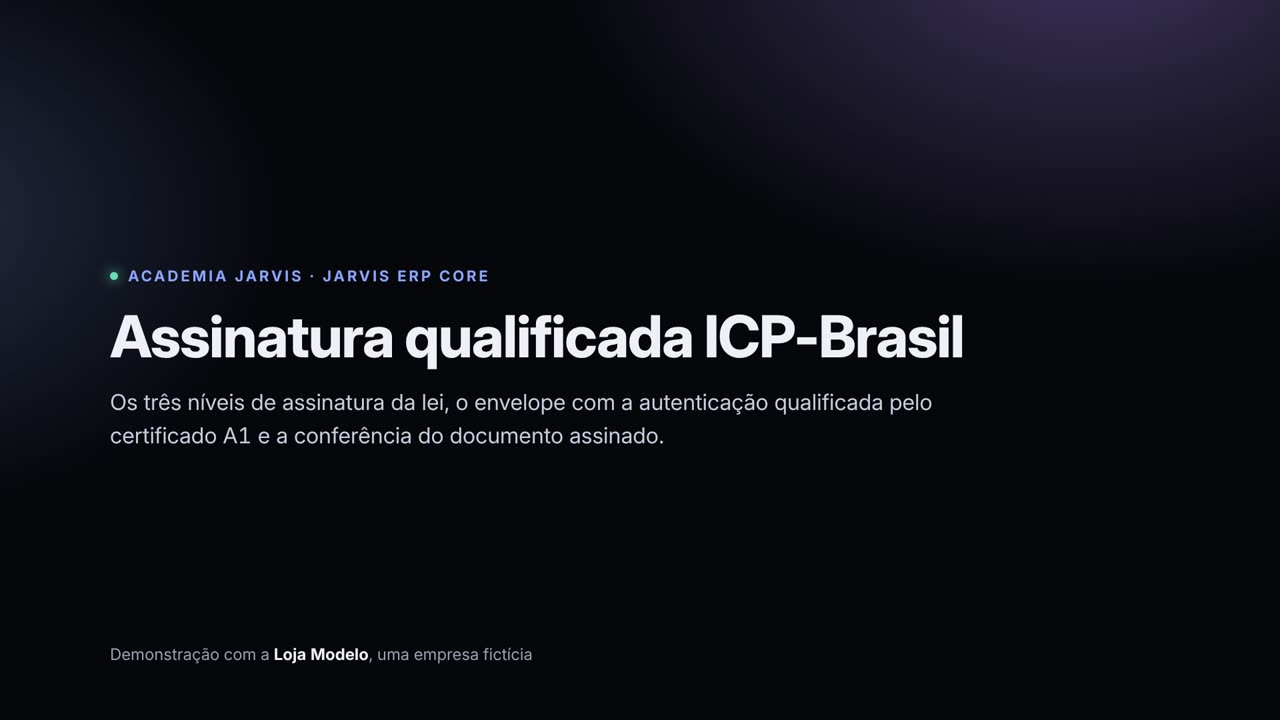 ACADEMIA JARVIS · JARVIS ERP CORE
Assinatura qualificada ICP-Brasil
Os três níveis de assinatura da lei, o envelope com a autenticação qualificada pelo
certificado A1 e a conferência do documento assinado.
Demonstração com a Loja Modelo, uma empresa fictícia